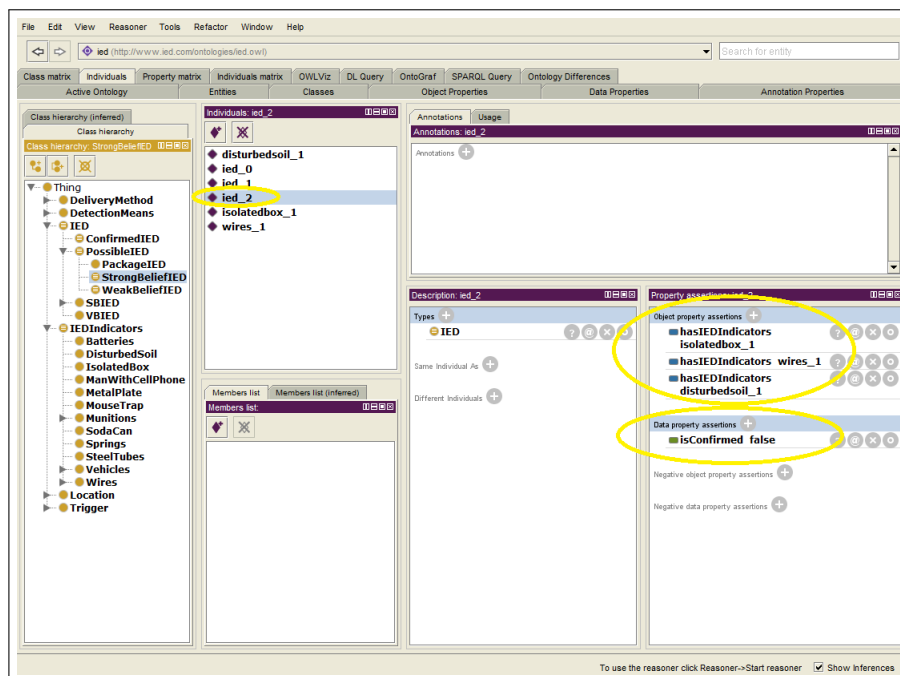 File Edit View Reasoner Tools Refactor Window Help
ied (http://www.ied.com/ontologies/ied.owl)
Search for entity
Class matrix Individuals Property matrix Individuals matrix OWLViz DL Query OntoGraf SPARQL Query Ontology Differences
Active Ontology Entities Classes Object Properties Data Properties Annotation Properties
Class hierarchy (inferred)
Class hierarchy
Class hierarchy: StrongBeliefIED
Thing
DeliveryMethod
DetectionMeans
IED
ConfirmedIED
PossibleIED
PackageIED
StrongBeliefIED
WeakBeliefIED
SBIED
VBIED
IEDIndicators
Batteries
DisturbedSoil
IsolatedBox
ManWithCellPhone
MetalPlate
MouseTrap
Munitions
SodaCan
Springs
SteelTubes
Vehicles
Wires
Location
Trigger
Individuals: ied_2
disturbedsoil_1
ied_0
ied_1
ied_2
isolatedbox_1
wires_1
Members list Members list (inferred)
Members list:
Annotations Usage
Annotations: ied_2
Annotations
Description: ied_2
Types
IED
Same Individual As
Different Individuals
Property assertions: ied_2
Object property assertions
hasIEDIndicators
isolatedbox_1
hasIEDIndicators wires_1
hasIEDIndicators
disturbedsoil_1
Data property assertions
isConfirmed false
Negative object property assertions
Negative data property assertions
To use the reasoner click Reasoner->Start reasoner Show Inferences